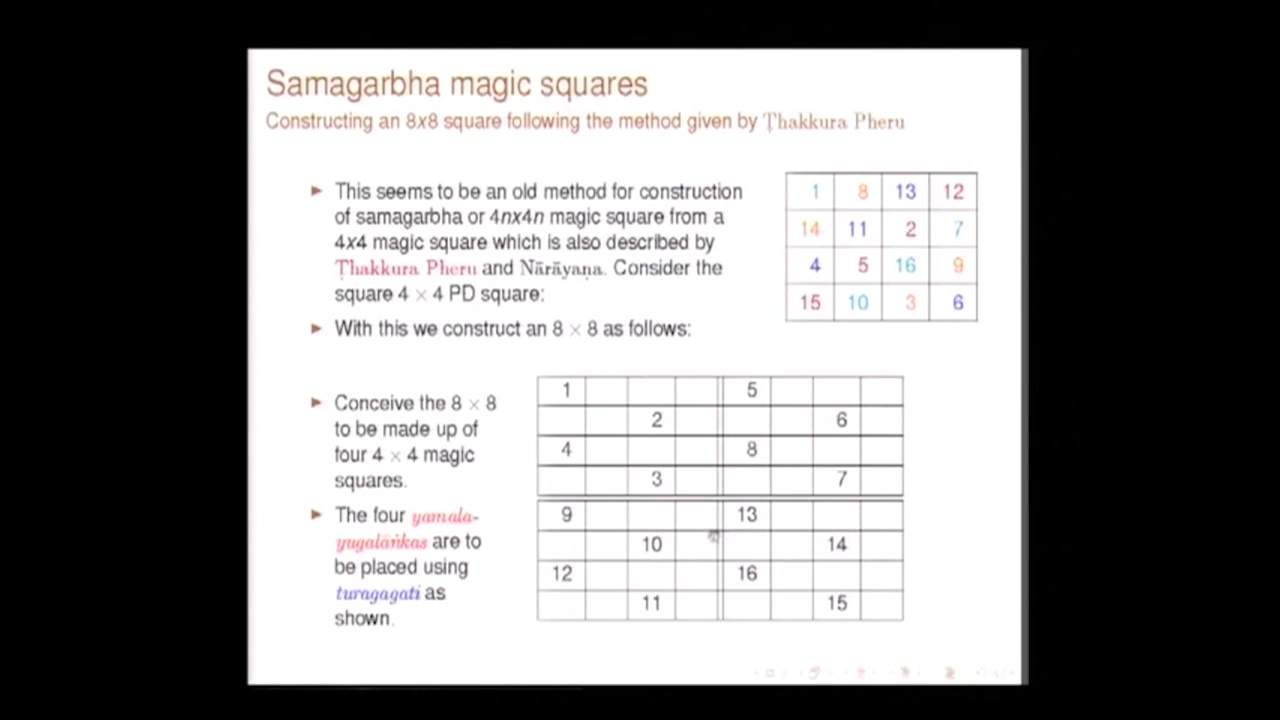 Samagarbha magic squares
Constructing an 8x8 square following the method given by Ṭhakkura Pheru
▶ This seems to be an old method for construction
of samagarbha or 4nx4n magic square from a
4x4 magic square which is also described by
Ṭhakkura Pheru and Nārāyaṇa. Consider the
square 4 × 4 PD square:
▶ With this we construct an 8 × 8 as follows:
1 8 13 12
14 11 2 7
4 5 16 9
15 10 3 6
▶ Conceive the 8 × 8
to be made up of
four 4 × 4 magic
squares.
▶ The four yamala-
yugalāṅkas are to
be placed using
turagagati as
shown.
1 5
2 6
4 8
3 7
9 13
10 14
12 16
11 15